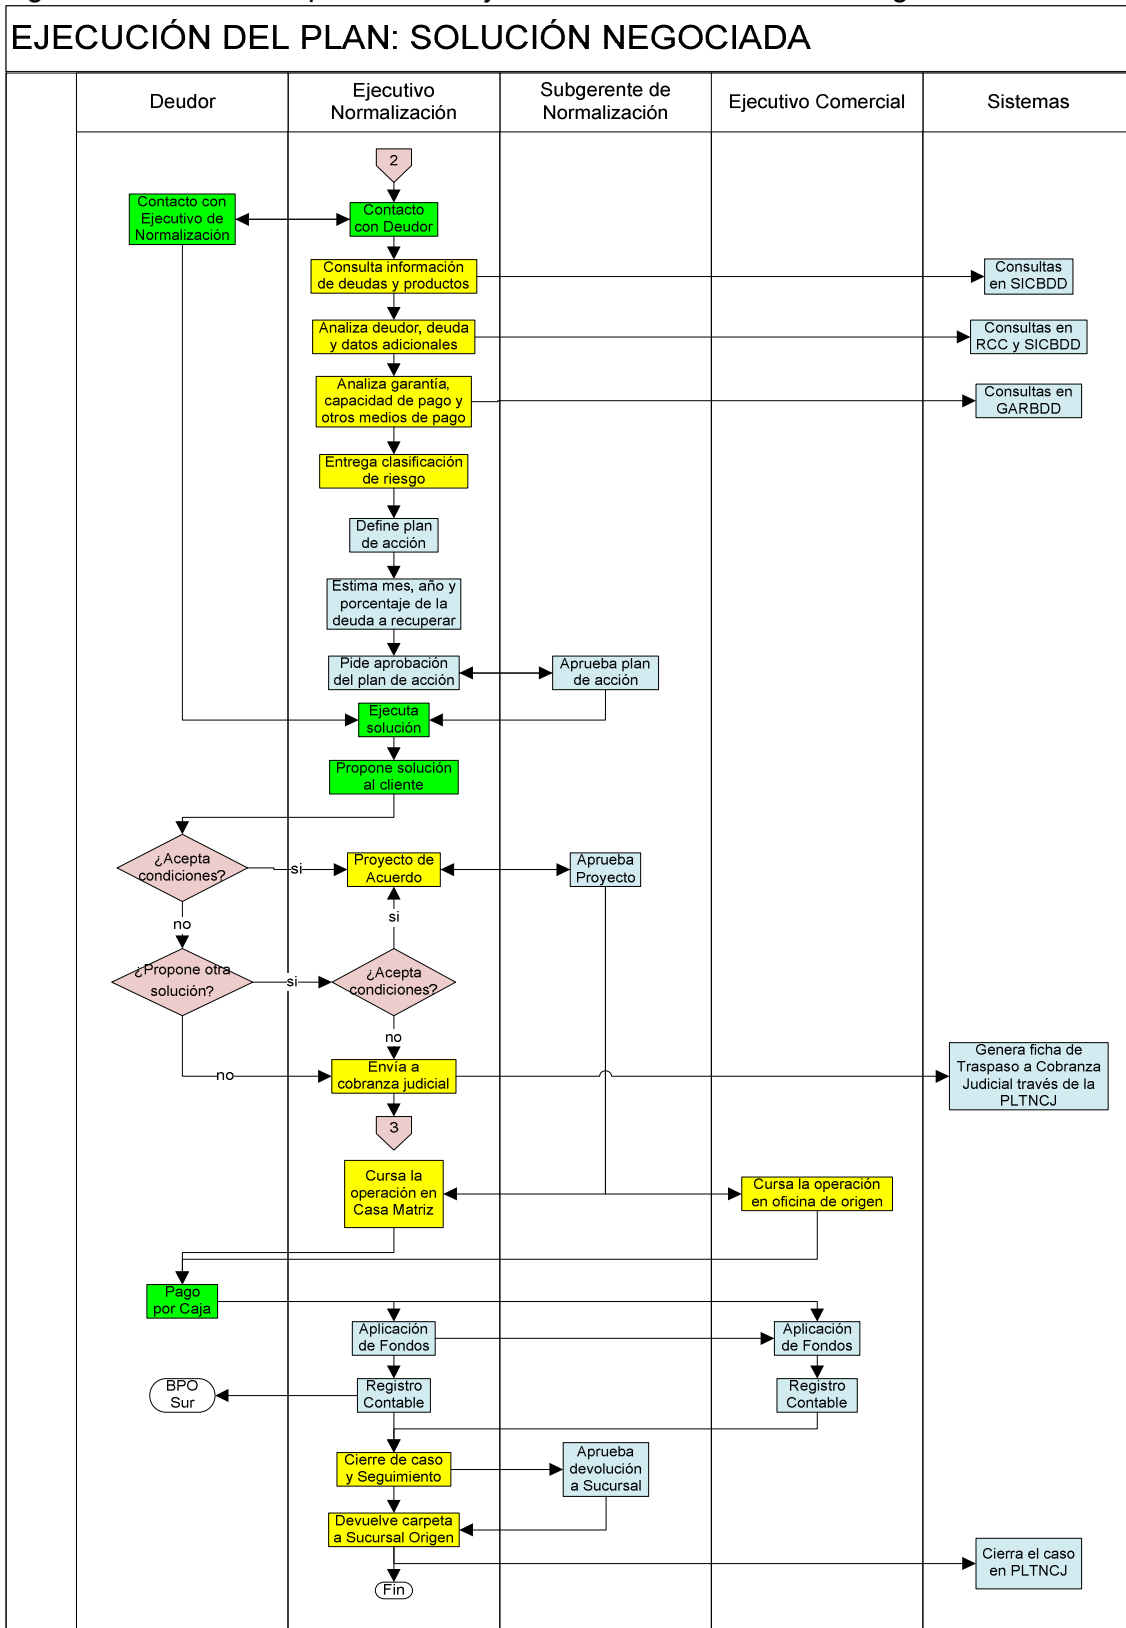 EJECUCIÓN DEL PLAN: SOLUCIÓN NEGOCIADA
Deudor
Ejecutivo
Normalización
Subgerente de
Normalización
Ejecutivo Comercial
Sistemas
2
Contacto con
Ejecutivo de
Normalización
Contacto
con Deudor
Consulta información
de deudas y productos
Consultas
en SICBDD
Analiza deudor, deuda
y datos adicionales
Consultas en
RCC y SICBDD
Analiza garantía,
capacidad de pago y
otros medios de pago
Consultas en
GARBDD
Entrega clasificación
de riesgo
Define plan
de acción
Estima mes, año y
porcentaje de la
deuda a recuperar
Pide aprobación
del plan de acción
Aprueba plan
de acción
Ejecuta
solución
Propone solución
al cliente
¿Acepta
condiciones?
si
Proyecto de
Acuerdo
Aprueba
Proyecto
no
si
¿Propone otra
solución?
si
¿Acepta
condiciones?
no
no
Envía a
cobranza judicial
Genera ficha de
Traspaso a Cobranza
Judicial través de la
PLTNCJ
3
Cursa la
operación en
Casa Matriz
Cursa la operación
en oficina de origen
Pago
por Caja
Aplicación
de Fondos
Aplicación
de Fondos
BPO
Sur
Registro
Contable
Registro
Contable
Cierre de caso
y Seguimiento
Aprueba
devolución
a Sucursal
Devuelve carpeta
a Sucursal Origen
Cierra el caso
en PLTNCJ
Fin